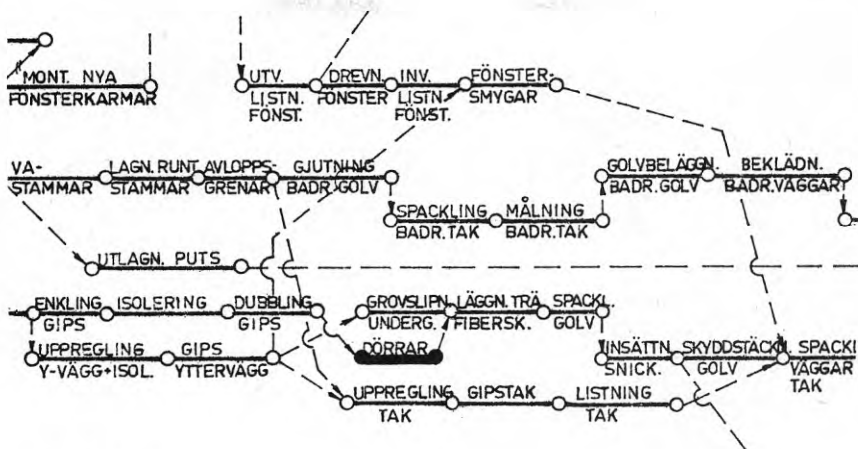 MONT. NYA
FÖNSTERKARMAR
UTV.
LISTN.
FÖNST.
DREVN.
FÖNSTER
INV.
LISTN.
FÖNST.
FÖNSTER-
SMYGAR
VA-
STAMMAR
LAGN. RUNT
STAMMAR
AVLOPPS-
GRENAR
GJUTNING
BADR. GOLV
SPACKLING
BADR. TAK
MÅLNING
BADR. TAK
GOLVBELÄGGN.
BADR. GOLV
BEKLÄDN.
BADR. VÄGGAR
UTLAGN. PUTS
ENKLING
GIPS
ISOLERING
DUBBLING
GIPS
GROVSLIPN.
UNDERG.
LÄGGN. TRÄ
FIBERSK.
SPACKL.
GOLV
DÖRRAR
UPPREGLING
Y-VÄGG+ISOL.
GIPS
YTTERVÄGG
INSÄTTN.
SNICK.
SKYDDSTÄCKN.
GOLV
SPACKL
VÄGGAR
TAK
UPPREGLING
TAK
GIPSTAK
LISTNING
TAK